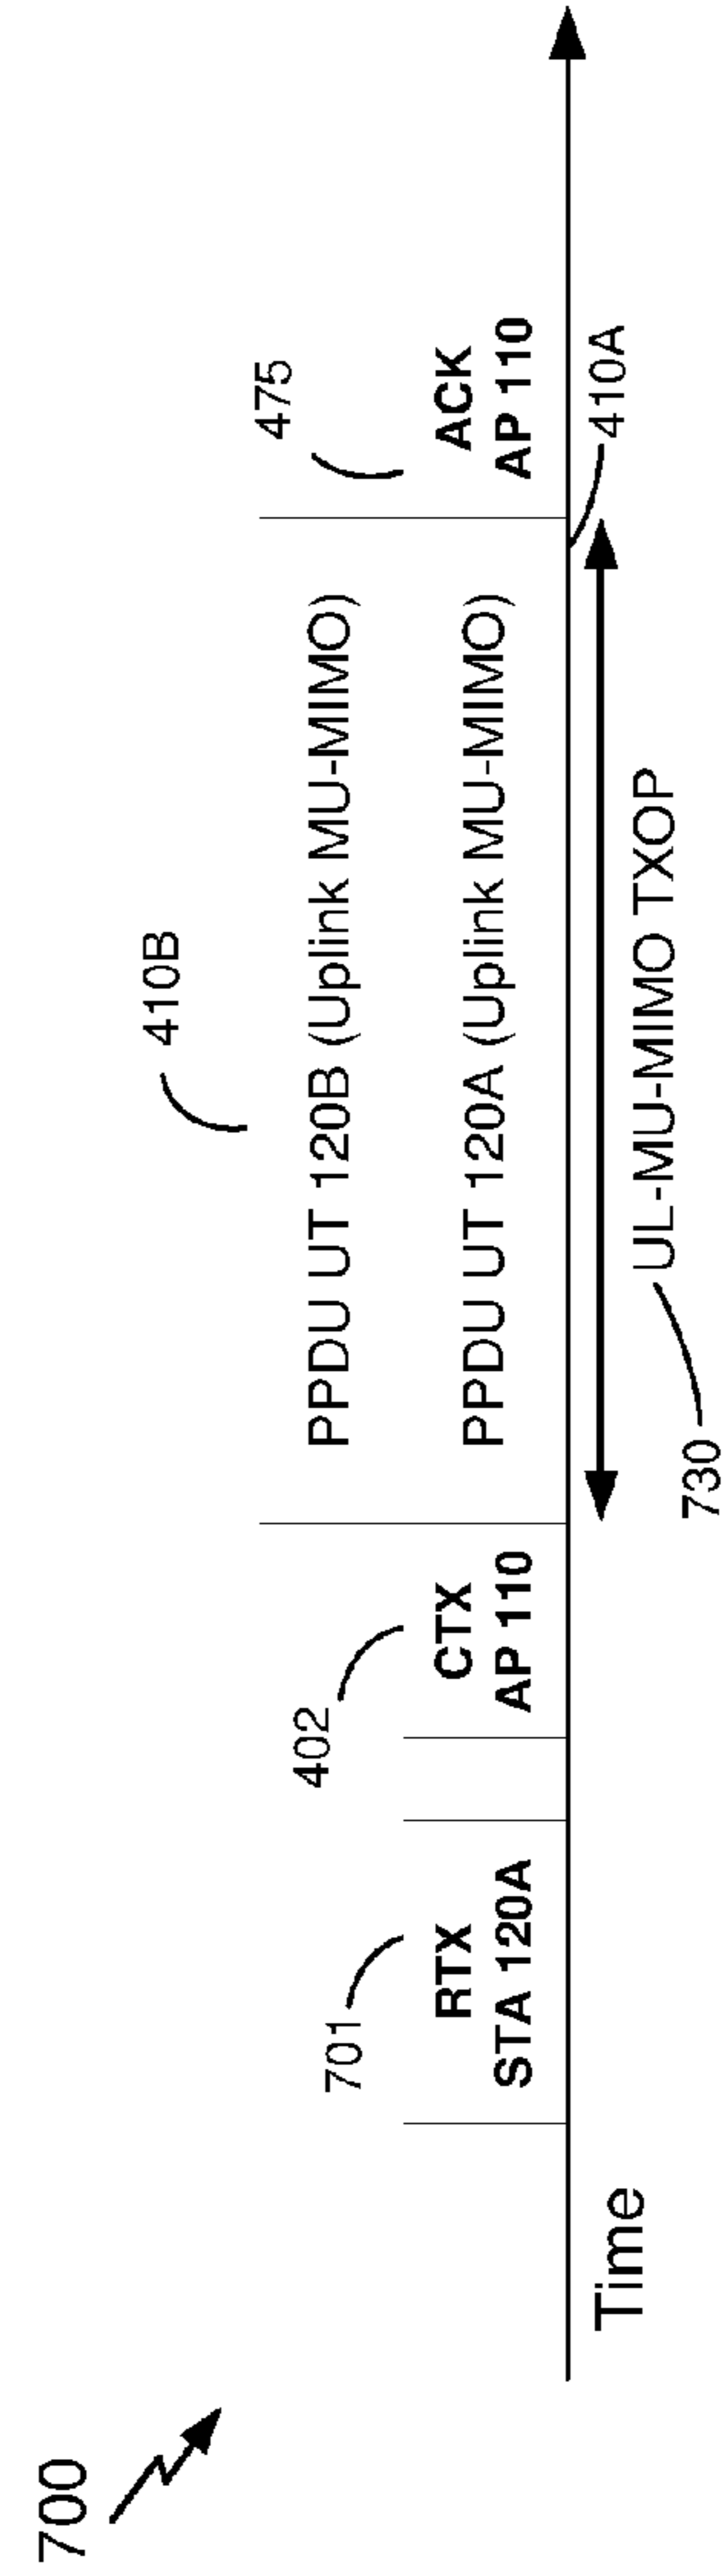 700
410B
475
402
701
PPDU UT 120B (Uplink MU-MIMO)
PPDU UT 120A (Uplink MU-MIMO)
RTX
STA 120A
CTX
AP 110
ACK
AP 110
Time
410A
UL-MU-MIMO TXOP
730